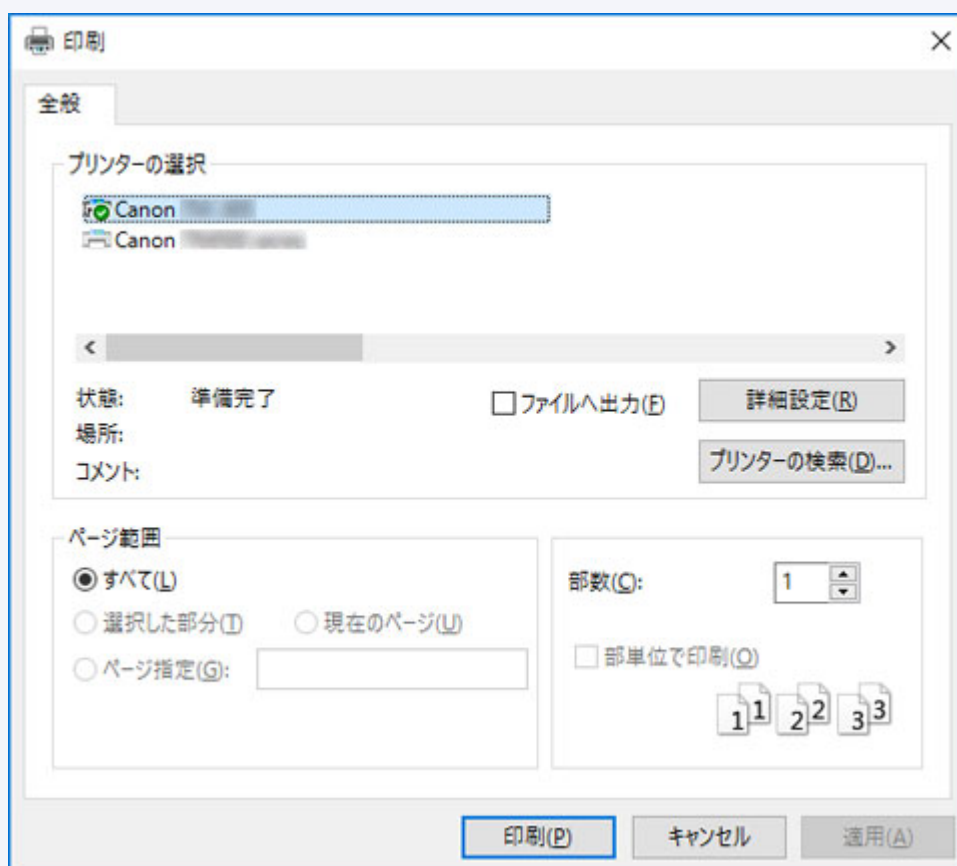 印刷
全般
プリンターの選択
Canon
Canon
状態: 準備完了 ファイルへ出力(F) 詳細設定(R)
場所:
コメント: プリンターの検索(D)...
ページ範囲
すべて(L) 部数(C): 1
選択した部分(T) 現在のページ(U)
ページ指定(G): 部単位で印刷(O)
1 1 2 2 3 3
印刷(P) キャンセル 適用(A)